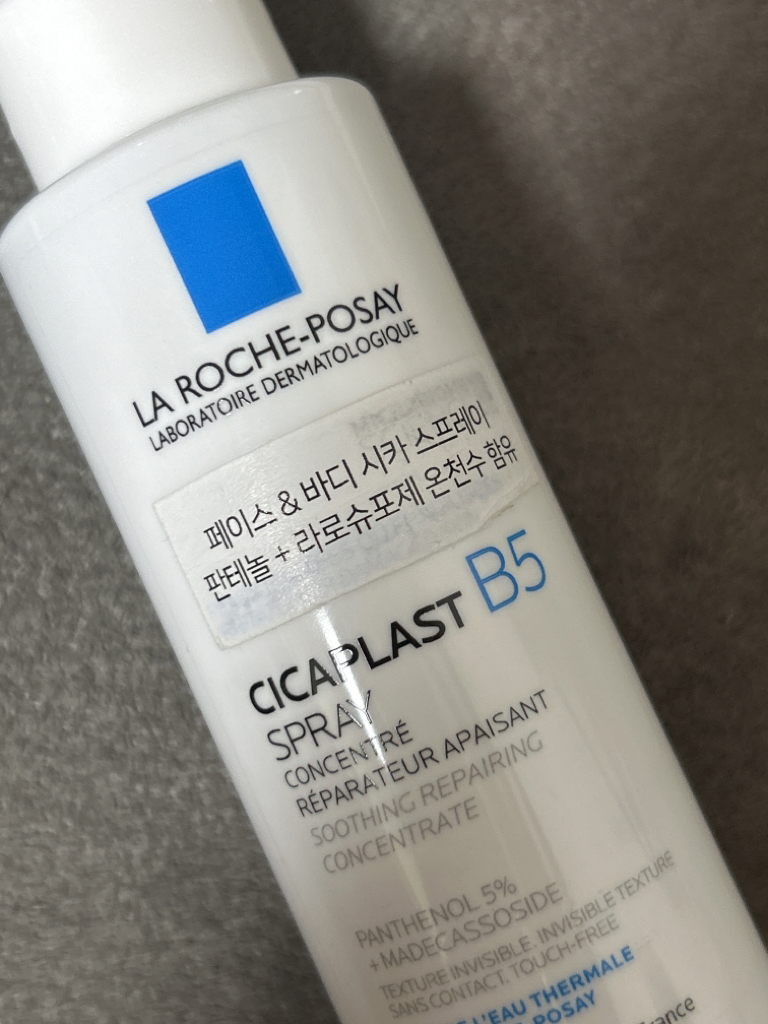 LA ROCHE-POSAY
LABORATOIRE DERMATOLOGIQUE
페이스 & 바디 시카 스프레이
판테놀 + 라로슈포제 온천수 함유
CICAPLAST B5
SPRAY
CONCENTRÉ
RÉPARATEUR APAISANT
SOOTHING REPAIRING
CONCENTRATE
PANTHENOL 5%
+ MADECASSOSIDE
TEXTURE INVISIBLE. INVISIBLE TEXTURE
SANS CONTACT. TOUCH-FREE
L'EAU THERMALE
POSAY